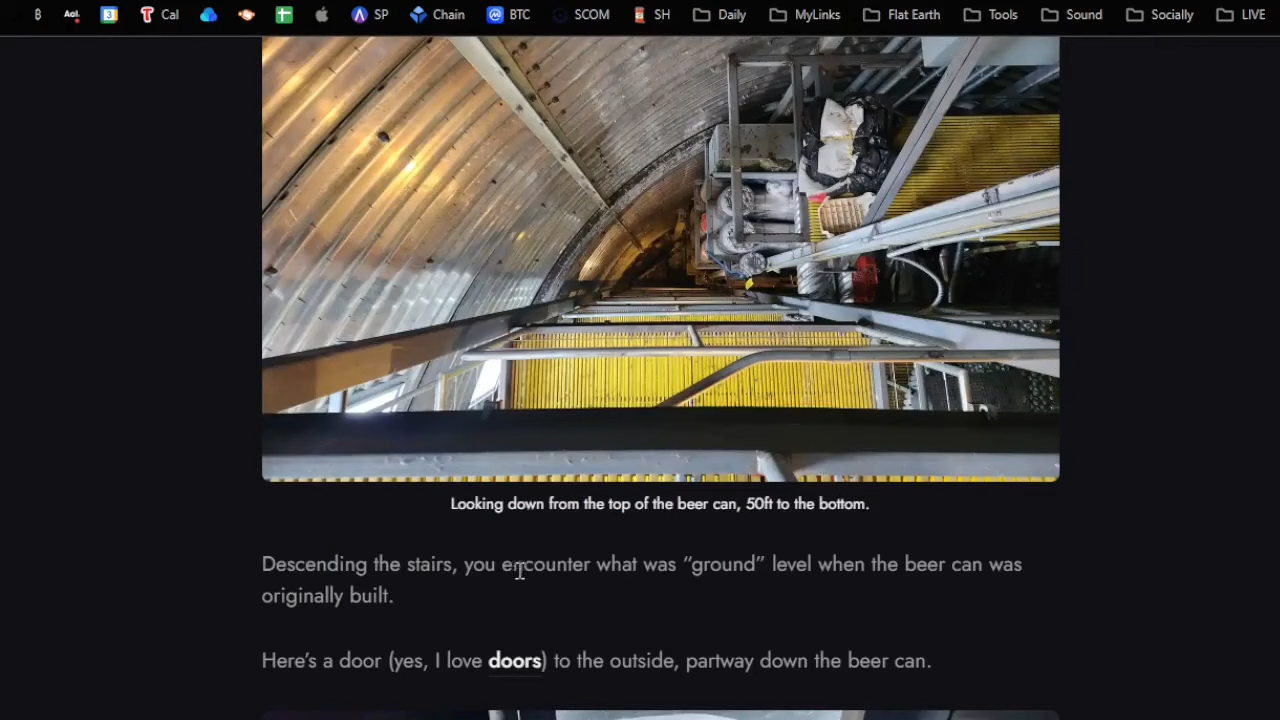 ₿ Aol. 3 Cal SP Chain BTC SCOM SH Daily MyLinks Flat Earth Tools Sound Socially LIVE
Looking down from the top of the beer can, 50ft to the bottom.
Descending the stairs, you encounter what was “ground” level when the beer can was
originally built.
Here's a door (yes, I love doors) to the outside, partway down the beer can.